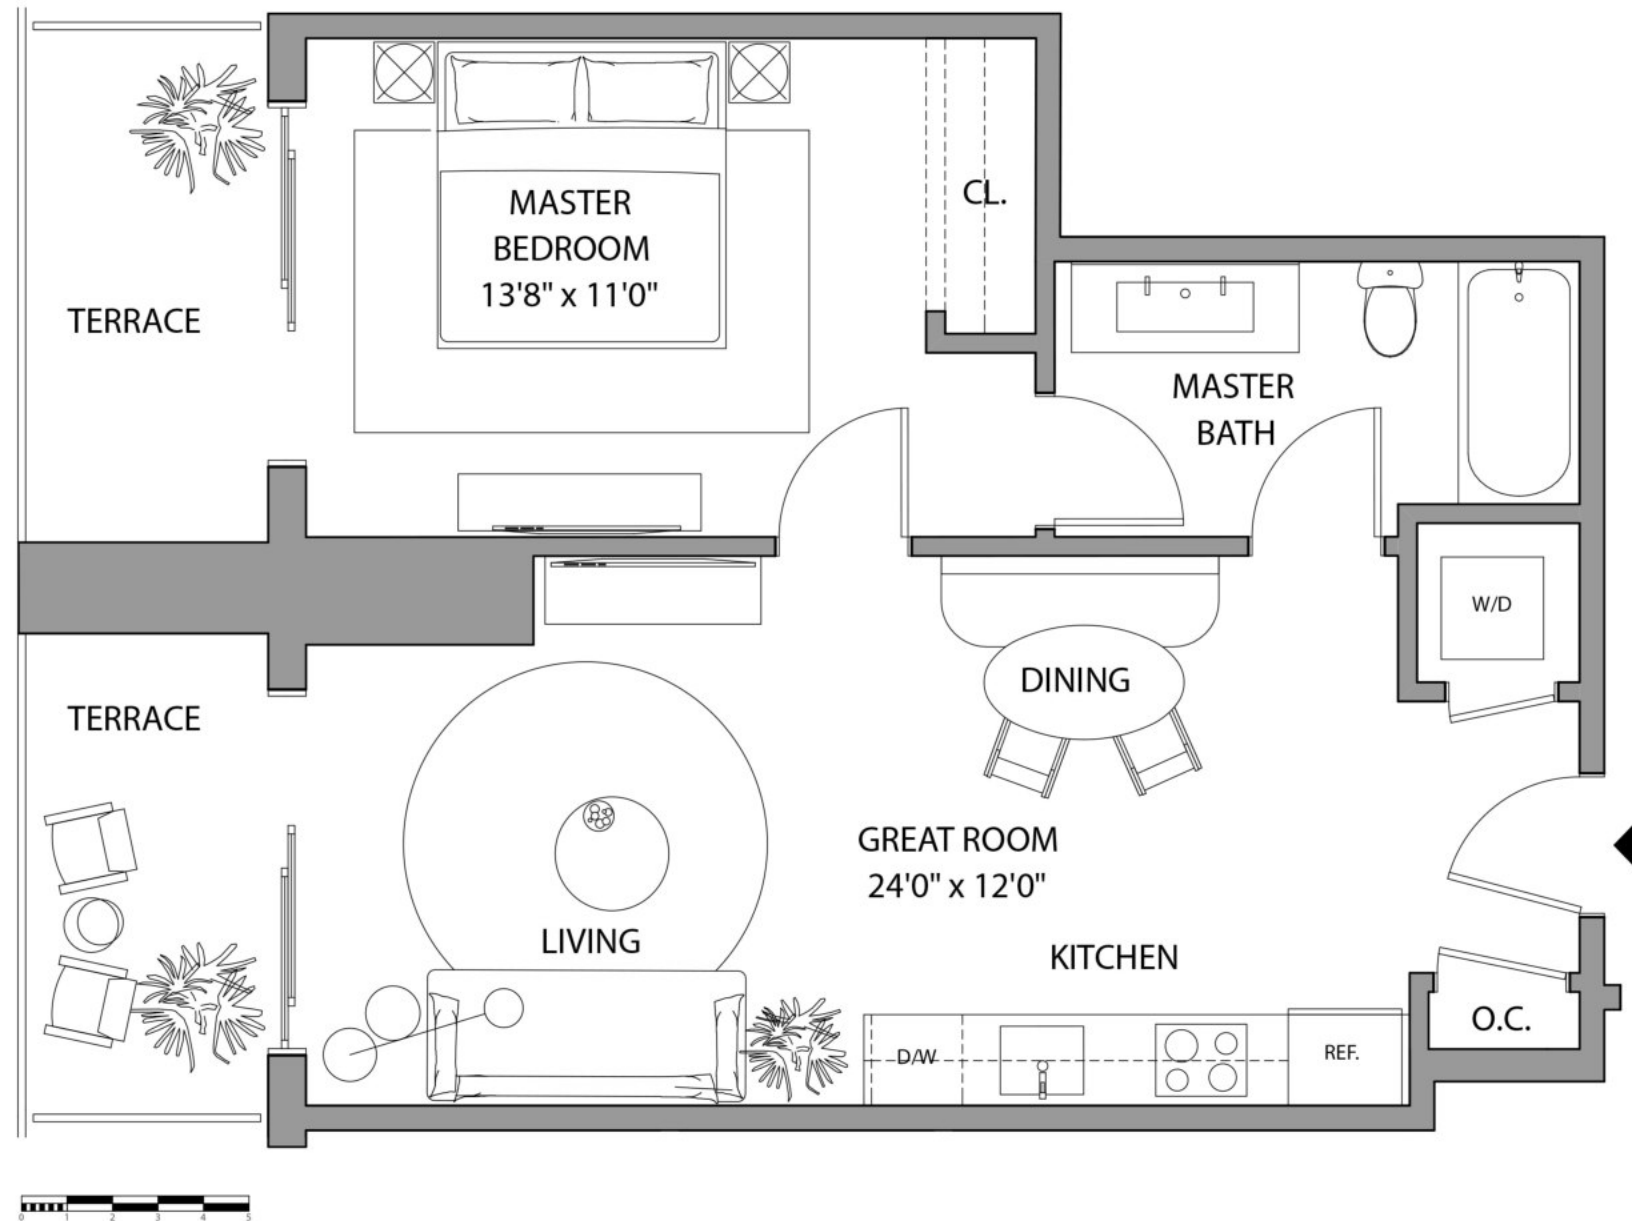 MASTER
BEDROOM
13'8" x 11'0"
CL.
TERRACE
MASTER
BATH
W/D
TERRACE
DINING
GREAT ROOM
24'0" x 12'0"
LIVING
KITCHEN
O.C.
D/W
REF.
0 1 2 3 4 5